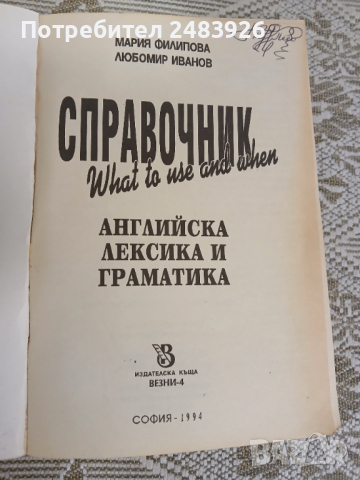 Потребител 2483926
МАРИЯ ФИЛИПОВА
ЛЮБОМИР ИВАНОВ
СПРАВОЧНИК
What to use and when
АНГЛИЙСКА
ЛЕКСИКА И
ГРАМАТИКА
ИЗДАТЕЛСКА КЪЩА
ВЕЗНИ-4
СОФИЯ - 1994